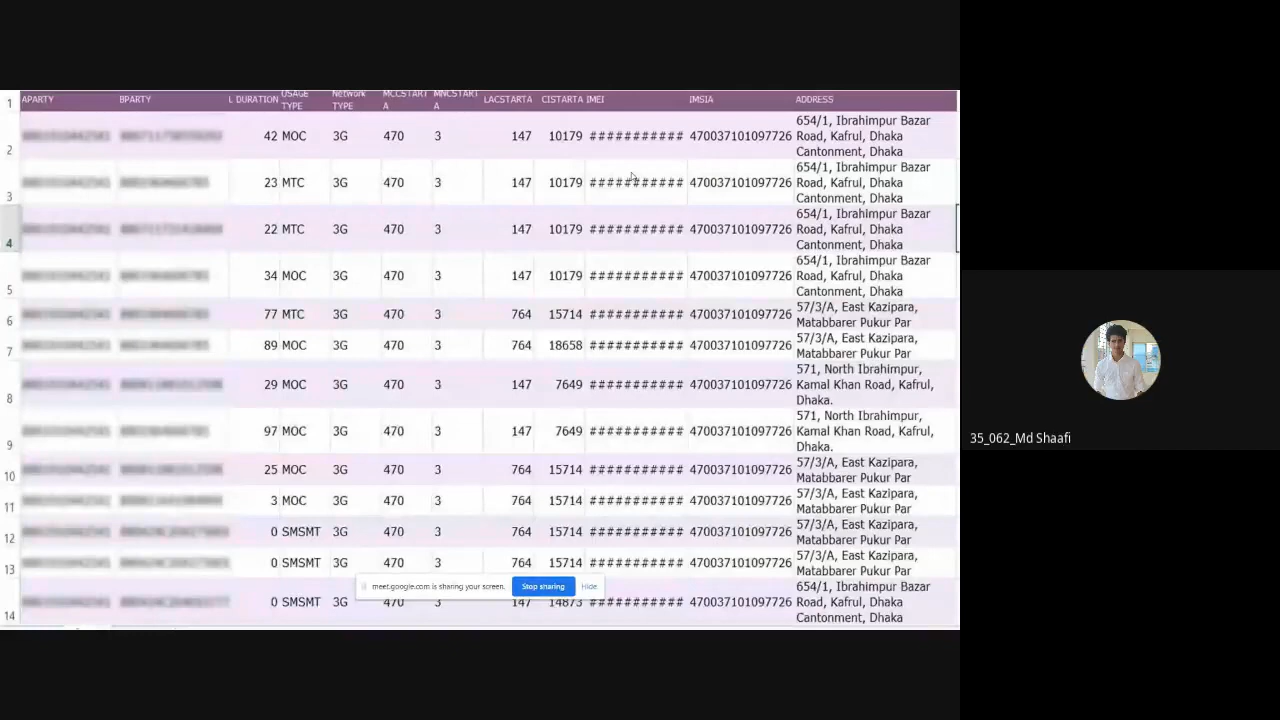 1 APARTY BPARTY L DURATION USAGE TYPE Network TYPE MCCSTART A MNCSTART A LACSTARTA CISTARTA IMEI IMSIA ADDRESS
2 42 MOC 3G 470 3 147 10179 ########### 470037101097726 654/1, Ibrahimpur Bazar
Road, Kafrul, Dhaka
Cantonment, Dhaka
3 23 MTC 3G 470 3 147 10179 ########### 470037101097726 654/1, Ibrahimpur Bazar
Road, Kafrul, Dhaka
Cantonment, Dhaka
4 22 MTC 3G 470 3 147 10179 ########### 470037101097726 654/1, Ibrahimpur Bazar
Road, Kafrul, Dhaka
Cantonment, Dhaka
5 34 MOC 3G 470 3 147 10179 ########### 470037101097726 654/1, Ibrahimpur Bazar
Road, Kafrul, Dhaka
Cantonment, Dhaka
6 77 MTC 3G 470 3 764 15714 ########### 470037101097726 57/3/A, East Kazipara,
Matabbarer Pukur Par
7 89 MOC 3G 470 3 764 18658 ########### 470037101097726 57/3/A, East Kazipara,
Matabbarer Pukur Par
8 29 MOC 3G 470 3 147 7649 ########### 470037101097726 571, North Ibrahimpur,
Kamal Khan Road, Kafrul,
Dhaka.
9 97 MOC 3G 470 3 147 7649 ########### 470037101097726 571, North Ibrahimpur,
Kamal Khan Road, Kafrul,
Dhaka.
10 25 MOC 3G 470 3 764 15714 ########### 470037101097726 57/3/A, East Kazipara,
Matabbarer Pukur Par
11 3 MOC 3G 470 3 764 15714 ########### 470037101097726 57/3/A, East Kazipara,
Matabbarer Pukur Par
12 0 SMSMT 3G 470 3 764 15714 ########### 470037101097726 57/3/A, East Kazipara,
Matabbarer Pukur Par
13 0 SMSMT 3G 470 3 764 15714 ########### 470037101097726 57/3/A, East Kazipara,
Matabbarer Pukur Par
meet.google.com is sharing your screen. Stop sharing Hide
14 0 SMSMT 3G 470 3 147 14873 ########### 470037101097726 654/1, Ibrahimpur Bazar
Road, Kafrul, Dhaka
Cantonment, Dhaka
35_062_Md Shaafi